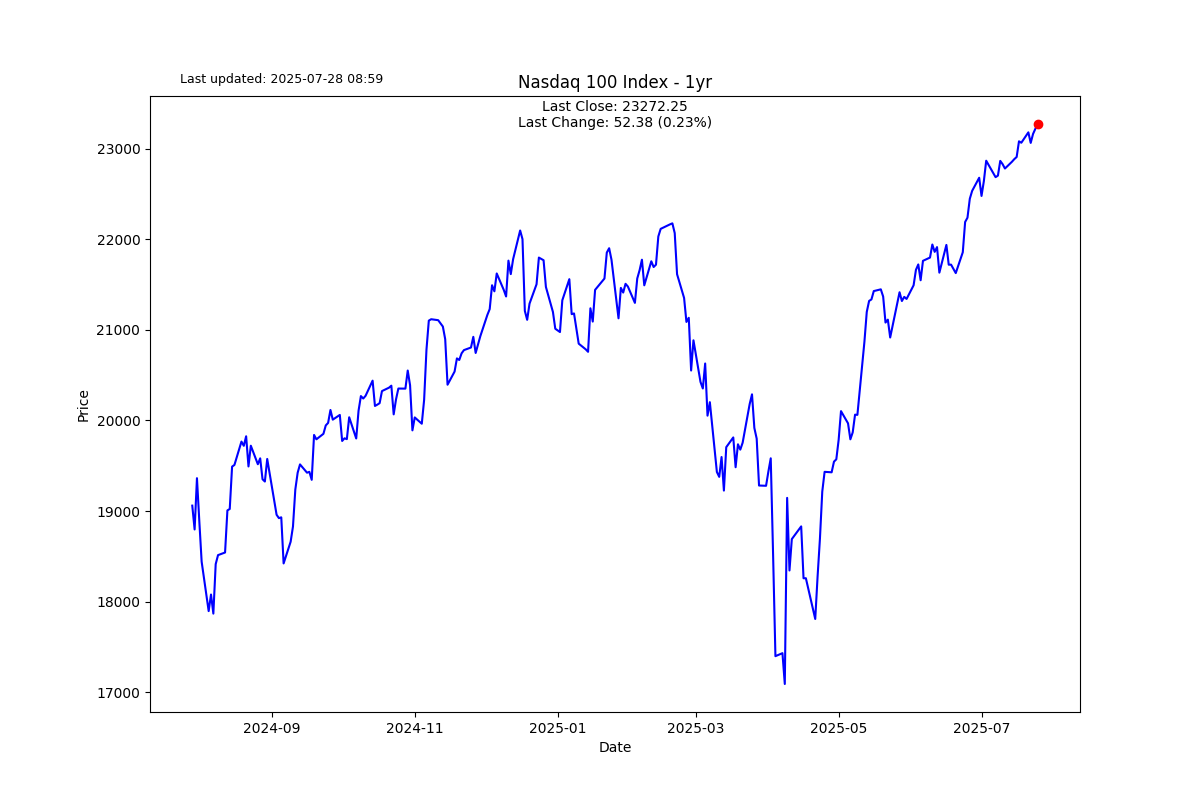 Last updated: 2025-07-28 08:59
Nasdaq 100 Index - 1yr
Last Close: 23272.25
Last Change: 52.38 (0.23%)
Price
23000
22000
21000
20000
19000
18000
17000
2024-09
2024-11
2025-01
2025-03
2025-05
2025-07
Date